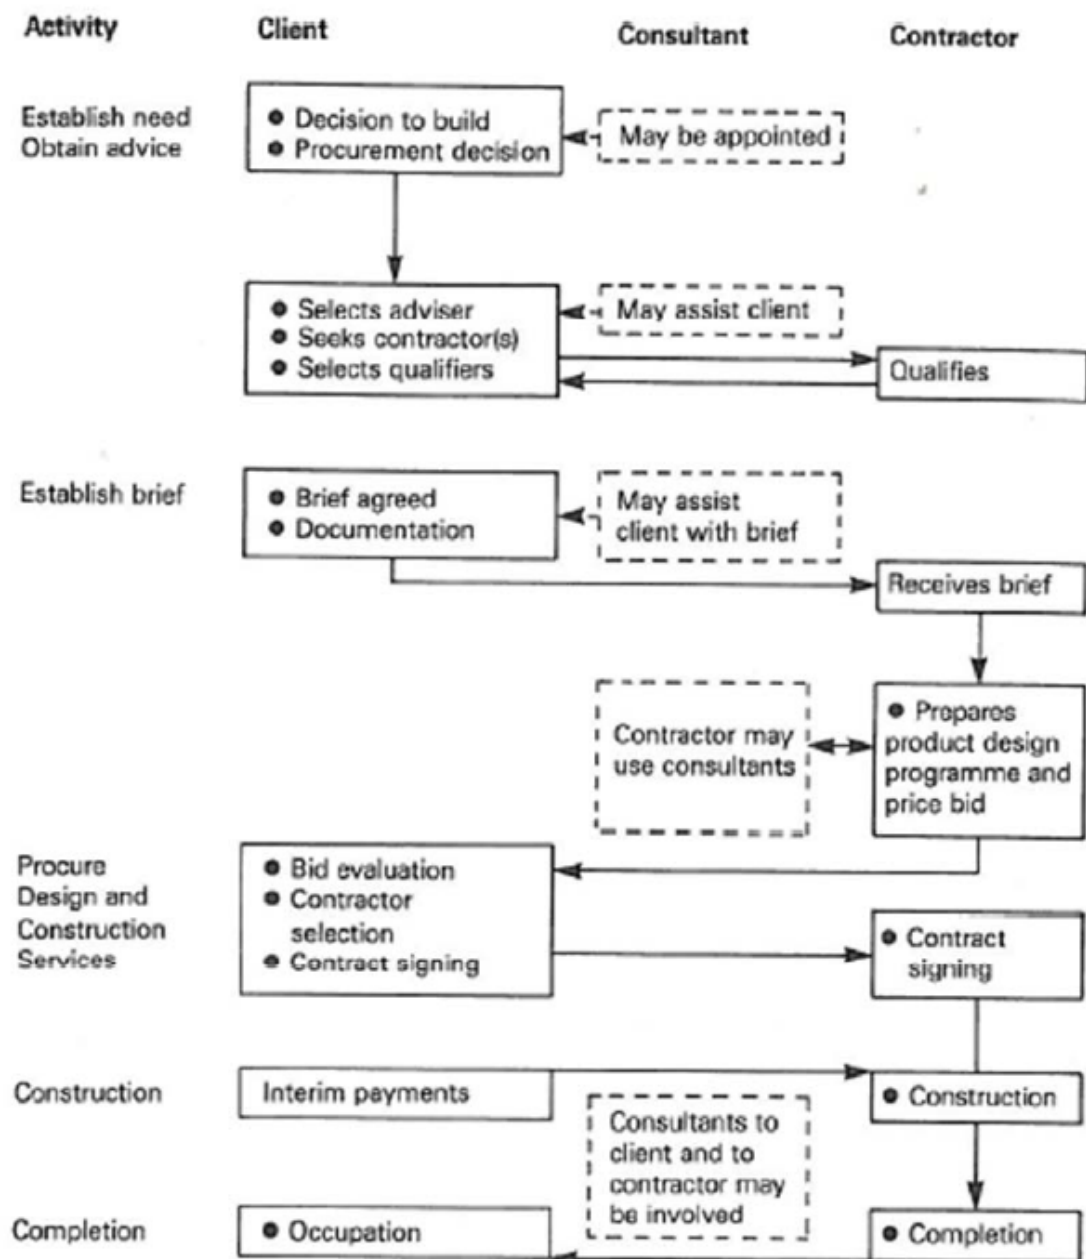 Activity
Client
Consultant
Contractor
Establish need
Obtain advice
● Decision to build
● Procurement decision
May be appointed
● Selects adviser
● Seeks contractor(s)
● Selects qualifiers
May assist client
Qualifies
Establish brief
● Brief agreed
● Documentation
May assist
client with brief
Receives brief
Contractor may
use consultants
● Prepares
product design
programme and
price bid
Procure
Design and
Construction
Services
● Bid evaluation
● Contractor
selection
● Contract signing
● Contract
signing
Construction
Interim payments
● Construction
Consultants to
client and to
contractor may
be involved
Completion
● Occupation
● Completion